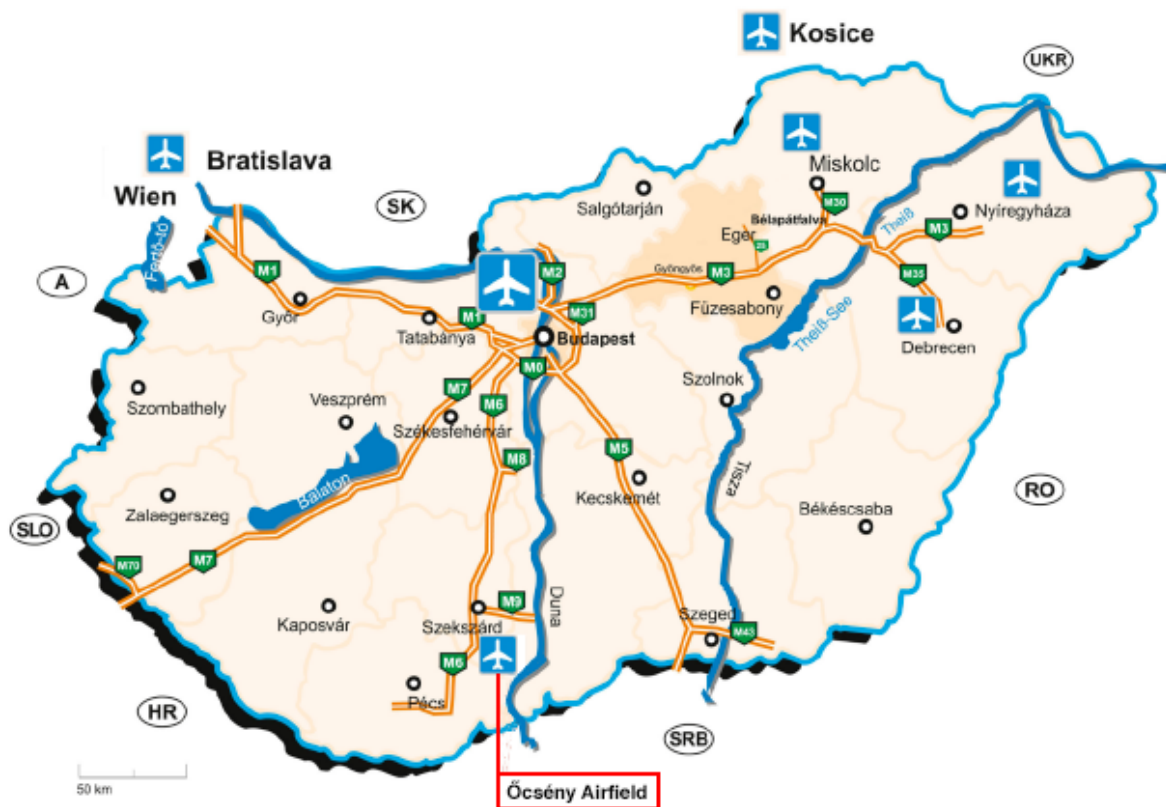 Kosice
UKR
Bratislava
Wien
SK
Miskolc
M30
Salgótarján
Bélapátfalva
Theiß
Nyíregyháza
Fertő-tó
Eger
25
M3
A
M1
M2
Gyöngyös
M3
M35
Győr
M1
M31
Füzesabony
Theiß-See
Tatabánya
Budapest
Debrecen
M0
Szolnok
M7
Szombathely
Veszprém
M6
Székesfehérvár
M5
M8
Tisza
Kecskemét
RO
Balaton
Zalaegerszeg
Békéscsaba
SLO
M70
M7
Duna
M9
Kaposvár
Szekszárd
Szeged
M43
M6
Pécs
HR
SRB
50 km
Őcsény Airfield